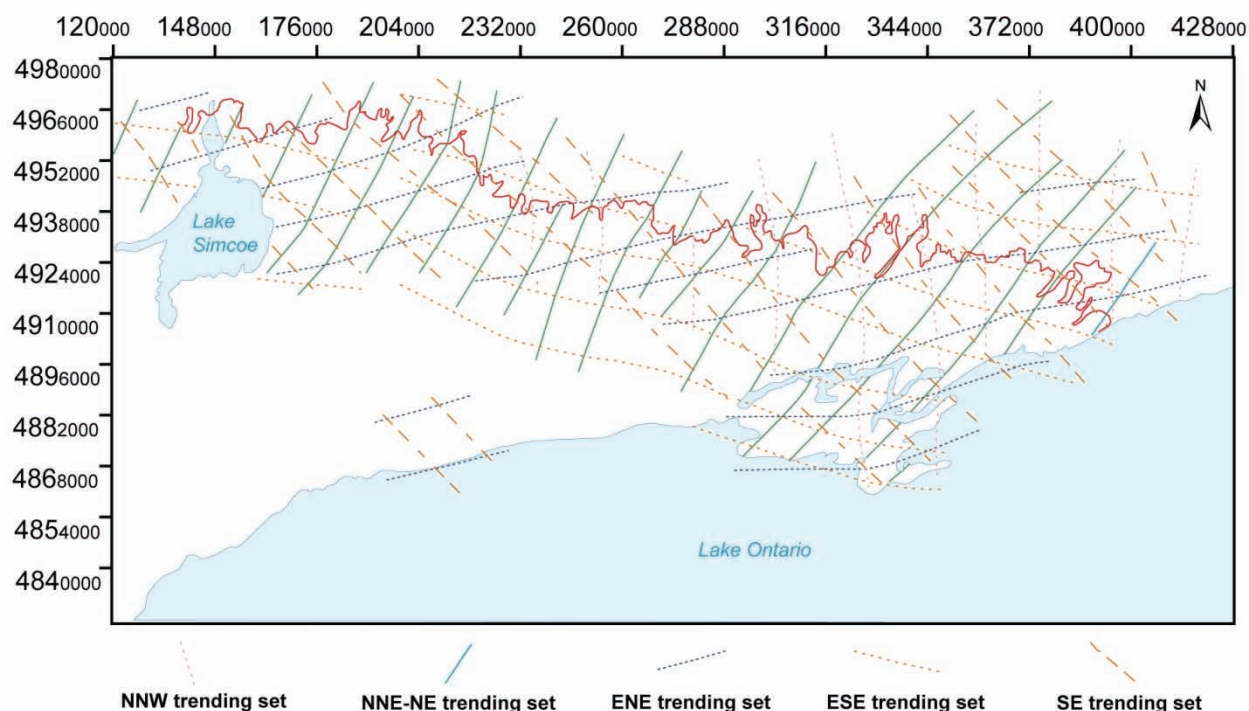 120000 148000 176000 204000 232000 260000 288000 316000 344000 372000 400000 428000
4980000
N
4966000
4952000
4938000
Lake
Simcoe
4924000
4910000
4896000
4882000
4868000
4854000
Lake Ontario
4840000
NNW trending set NNE-NE trending set ENE trending set ESE trending set SE trending set